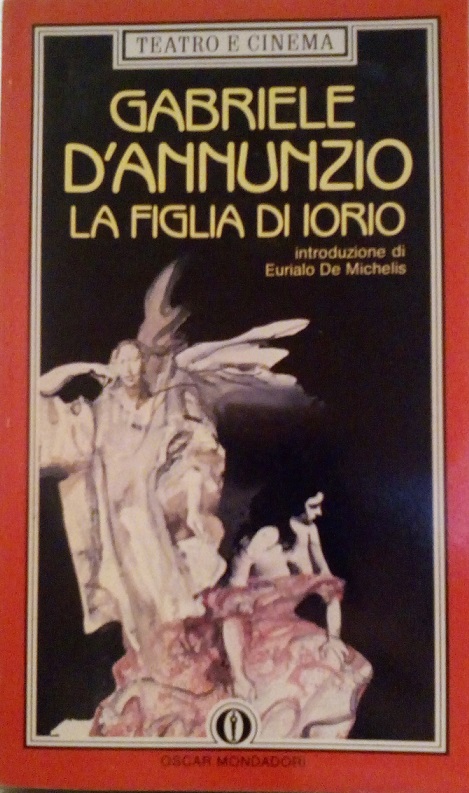 TEATRO E CINEMA
GABRIELE
D'ANNUNZIO
LA FIGLIA DI IORIO
introduzione di
Eurialo De Michelis
OSCAR MONDADORI